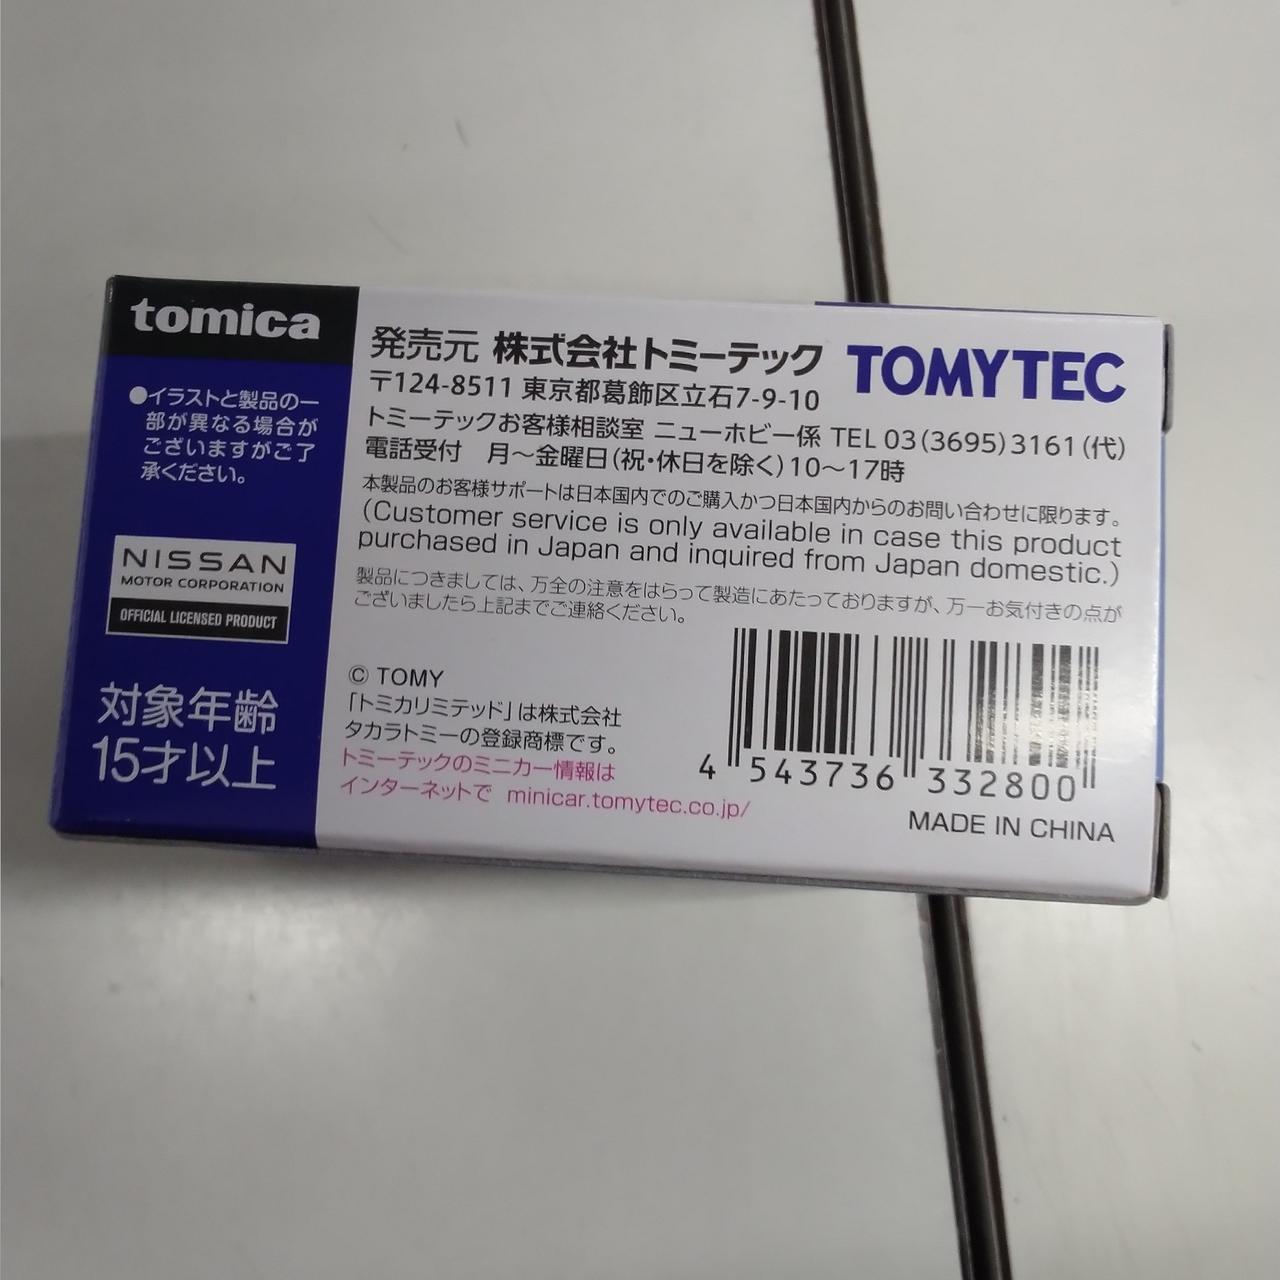 tomica
●イラストと製品の一
部が異なる場合が
ございますがご了
承ください。
NISSAN
MOTOR CORPORATION
OFFICIAL LICENSED PRODUCT
対象年齢
15才以上
発売元 株式会社トミーテック
TOMYTEC
〒124-8511 東京都葛飾区立石7-9-10
トミーテックお客様相談室 ニューホビー係 TEL 03(3695)3161(代)
電話受付 月〜金曜日(祝・休日を除く)10〜17時
本製品のお客様サポートは日本国内でのご購入かつ日本国内からのお問い合わせに限ります。
(Customer service is only available in case this product
purchased in Japan and inquired from Japan domestic.)
製品につきましては、万全の注意をはらって製造にあたっておりますが、万一お気付きの点が
ございましたら上記までご連絡ください。
© TOMY
「トミカリミテッド」は株式会社
タカラトミーの登録商標です。
トミーテックのミニカー情報は
インターネットで minicar.tomytec.co.jp/
4 543736 332800
MADE IN CHINA